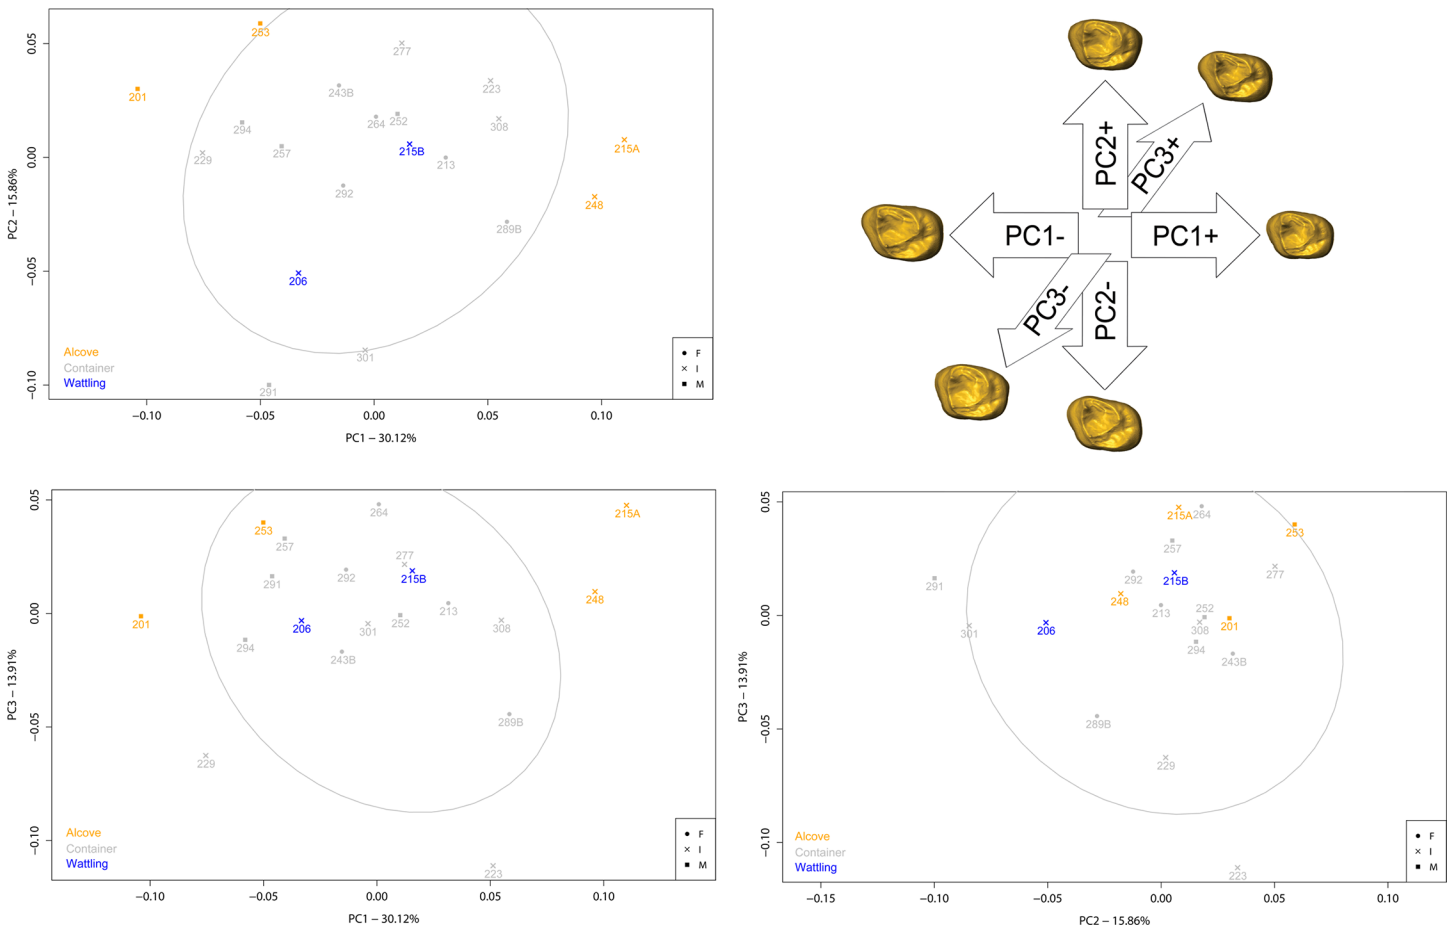 253
277
201
243B
223
294
264
252
308
229
257
215B
215A
213
292
248
289B
206
301
291
0.05
0.00
−0.05
−0.10
PC2 − 15.86%
Alcove
Container
Wattling
F
I
M
−0.10
−0.05
0.00
0.05
0.10
PC1 − 30.12%
PC2+
PC3+
PC1-
PC1+
PC3-
PC2-
264
215A
253
257
277
291
292
215B
248
213
201
206
301
252
308
294
243B
289B
229
223
0.05
0.00
−0.05
−0.10
PC3 − 13.91%
Alcove
Container
Wattling
F
I
M
−0.10
−0.05
0.00
0.05
0.10
PC1 − 30.12%
215A
264
253
257
277
291
292
215B
248
213
252
201
301
206
308
294
243B
289B
229
223
0.05
0.00
−0.05
−0.10
PC3 − 13.91%
Alcove
Container
Wattling
F
I
M
−0.15
−0.10
−0.05
0.00
0.05
0.10
PC2 − 15.86%